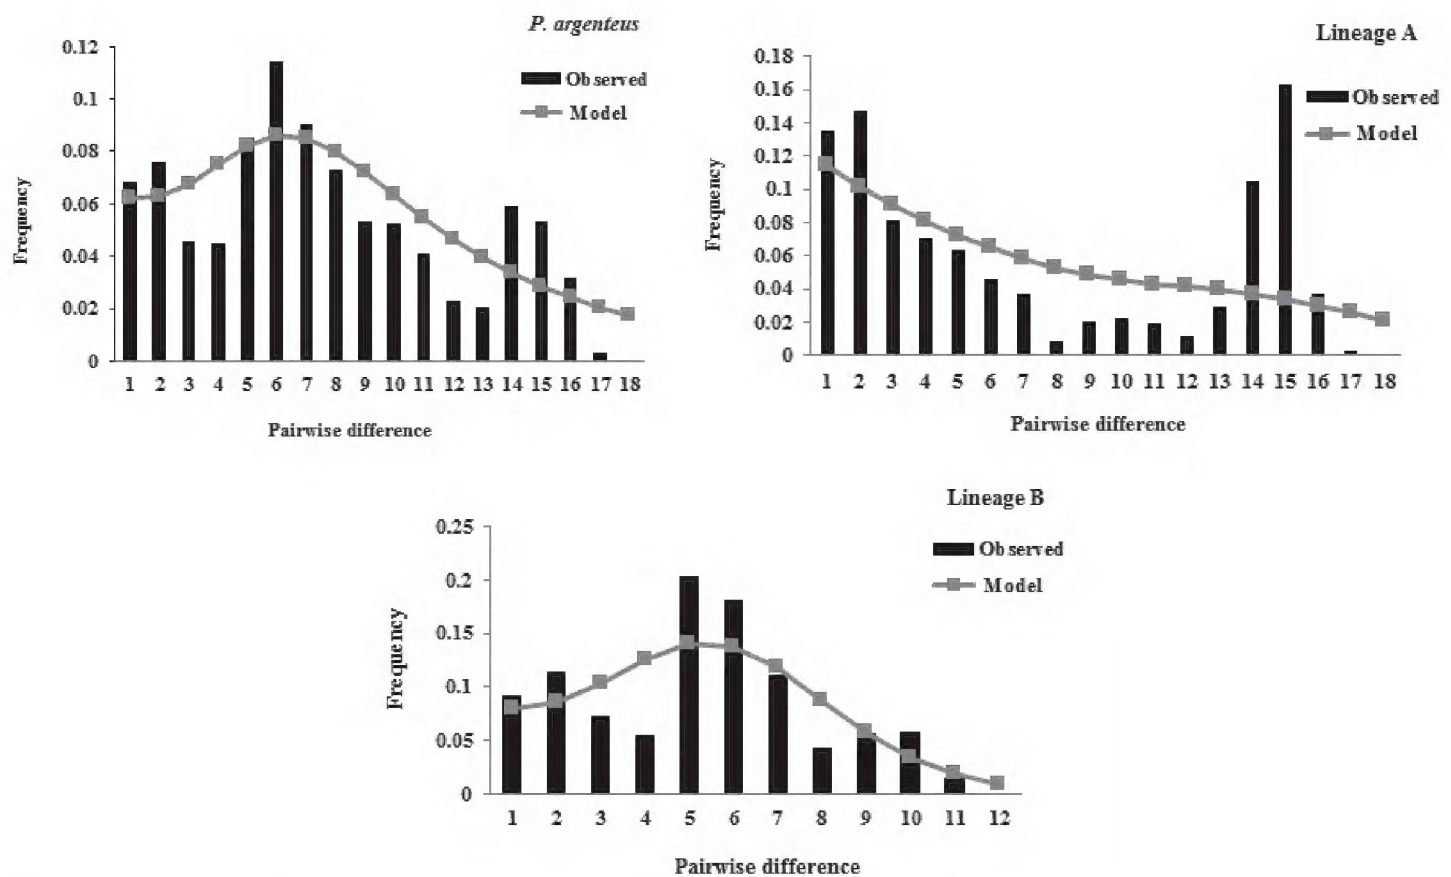 P. argenteus
Observed
Model
0.12
0.1
0.08
0.06
0.04
0.02
0
Frequency
1 2 3 4 5 6 7 8 9 10 11 12 13 14 15 16 17 18
Pairwise difference
Lineage A
Observed
Model
0.18
0.16
0.14
0.12
0.1
0.08
0.06
0.04
0.02
0
Frequency
1 2 3 4 5 6 7 8 9 10 11 12 13 14 15 16 17 18
Pairwise difference
Lineage B
Observed
Model
0.25
0.2
0.15
0.1
0.05
0
Frequency
1 2 3 4 5 6 7 8 9 10 11 12
Pairwise difference